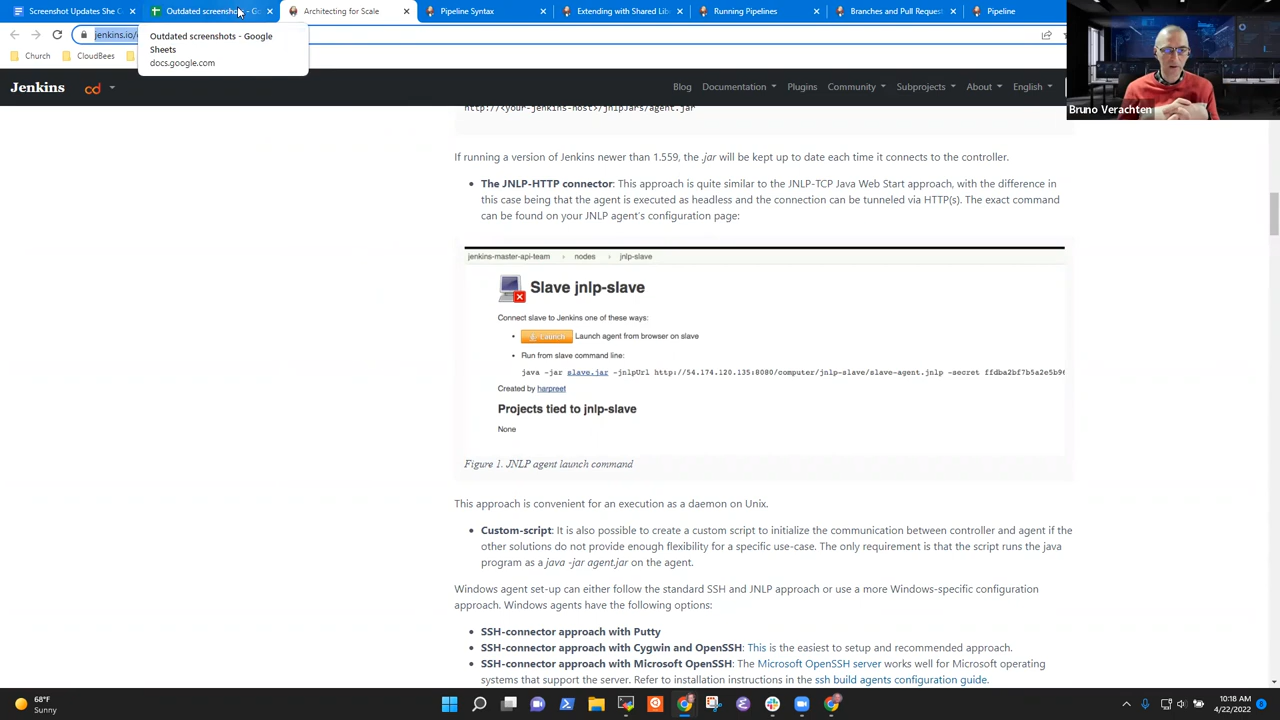 Screenshot Updates She C
Outdated screenshots - Go
Architecting for Scale
Pipeline Syntax
Extending with Shared Lib
Running Pipelines
Branches and Pull Request
Pipeline
jenkins.io/
Outdated screenshots - Google
Sheets
docs.google.com
Church
CloudBees
Jenkins
cd
Blog
Documentation
Plugins
Community
Subprojects
About
English
Bruno Verachten
http://<your-jenkins-host>/jnlpJars/agent.jar
If running a version of Jenkins newer than 1.559, the .jar will be kept up to date each time it connects to the controller.
• The JNLP-HTTP connector: This approach is quite similar to the JNLP-TCP Java Web Start approach, with the difference in
this case being that the agent is executed as headless and the connection can be tunneled via HTTP(s). The exact command
can be found on your JNLP agent's configuration page:
jenkins-master-api-team > nodes > jnlp-slave
Slave jnlp-slave
Connect slave to Jenkins one of these ways:
• Launch Launch agent from browser on slave
• Run from slave command line:
java -jar slave.jar -jnlpUrl http://54.174.120.135:8080/computer/jnlp-slave/slave-agent.jnlp -secret ffdba2bf7b5a2e5b96
Created by harpreet
Projects tied to jnlp-slave
None
Figure 1. JNLP agent launch command
This approach is convenient for an execution as a daemon on Unix.
• Custom-script: It is also possible to create a custom script to initialize the communication between controller and agent if the
other solutions do not provide enough flexibility for a specific use-case. The only requirement is that the script runs the java
program as a java -jar agent.jar on the agent.
Windows agent set-up can either follow the standard SSH and JNLP approach or use a more Windows-specific configuration
approach. Windows agents have the following options:
• SSH-connector approach with Putty
• SSH-connector approach with Cygwin and OpenSSH: This is the easiest to setup and recommended approach.
• SSH-connector approach with Microsoft OpenSSH: The Microsoft OpenSSH server works well for Microsoft operating
systems that support the server. Refer to installation instructions in the ssh build agents configuration guide.
68°F
Sunny
10:18 AM
4/22/2022